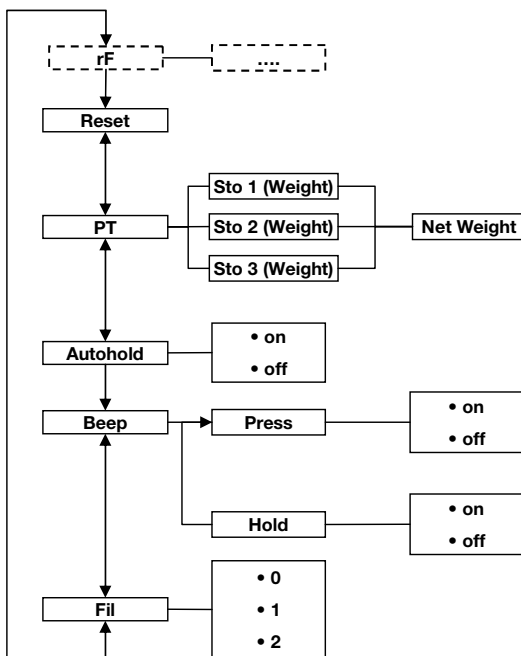 rF
....
Reset
Sto 1 (Weight)
PT
Sto 2 (Weight)
Net Weight
Sto 3 (Weight)
Autohold
• on
• off
Beep
Press
• on
• off
Hold
• on
• off
Fil
• 0
• 1
• 2